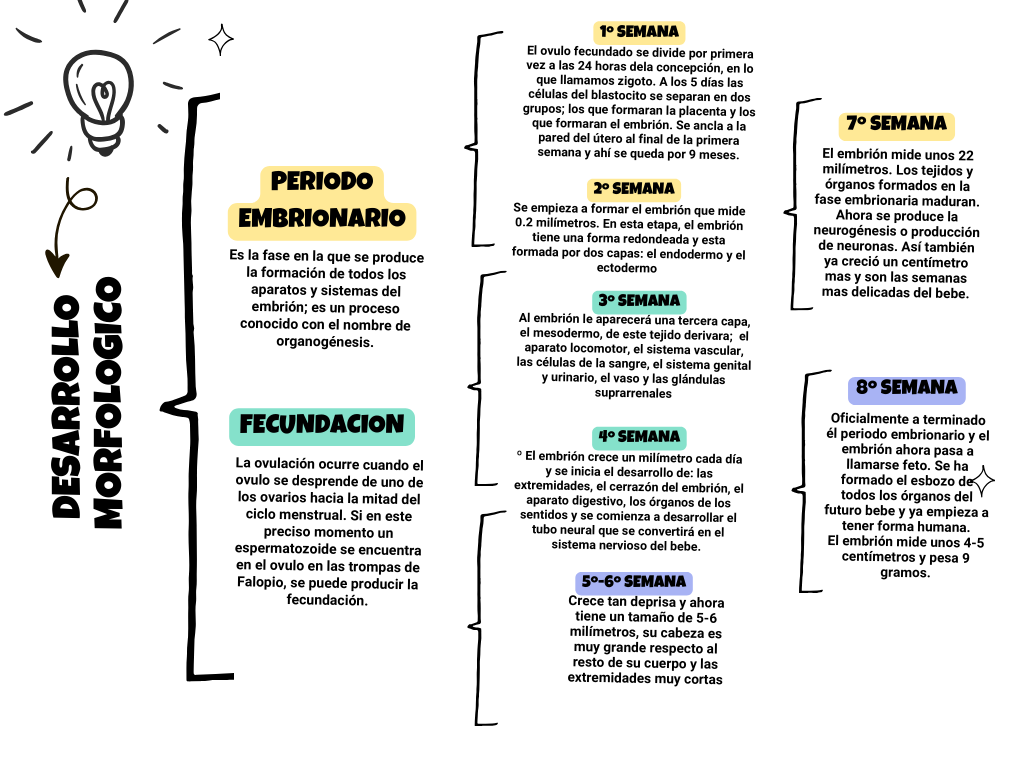 DESARROLLO
MORFOLOGICO
PERIODO
EMBRIONARIO
Es la fase en la que se produce
la formación de todos los
aparatos y sistemas del
embrión; es un proceso
conocido con el nombre de
organogénesis.
FECUNDACION
La ovulación ocurre cuando el
ovulo se desprende de uno de
los ovarios hacia la mitad del
ciclo menstrual. Si en este
preciso momento un
espermatozoide se encuentra
en el ovulo en las trompas de
Falopio, se puede producir la
fecundación.
1º SEMANA
El ovulo fecundado se divide por primera
vez a las 24 horas dela concepción, en lo
que llamamos zigoto. A los 5 días las
células del blastocito se separan en dos
grupos; los que formaran la placenta y los
que formaran el embrión. Se ancla a la
pared del útero al final de la primera
semana y ahí se queda por 9 meses.
2º SEMANA
Se empieza a formar el embrión que mide
0.2 milímetros. En esta etapa, el embrión
tiene una forma redondeada y esta
formada por dos capas: el endodermo y el
ectodermo
3º SEMANA
Al embrión le aparecerá una tercera capa,
el mesodermo, de este tejido derivara; el
aparato locomotor, el sistema vascular,
las células de la sangre, el sistema genital
y urinario, el vaso y las glándulas
suprarrenales
4º SEMANA
º El embrión crece un milímetro cada día
y se inicia el desarrollo de: las
extremidades, el cerrazón del embrión, el
aparato digestivo, los órganos de los
sentidos y se comienza a desarrollar el
tubo neural que se convertirá en el
sistema nervioso del bebe.
5º-6º SEMANA
Crece tan deprisa y ahora
tiene un tamaño de 5-6
milímetros, su cabeza es
muy grande respecto al
resto de su cuerpo y las
extremidades muy cortas
7º SEMANA
El embrión mide unos 22
milímetros. Los tejidos y
órganos formados en la
fase embrionaria maduran.
Ahora se produce la
neurogénesis o producción
de neuronas. Así también
ya creció un centímetro
mas y son las semanas
mas delicadas del bebe.
8º SEMANA
Oficialmente a terminado
él periodo embrionario y el
embrión ahora pasa a
llamarse feto. Se ha
formado el esbozo de
todos los órganos del
futuro bebe y ya empieza a
tener forma humana.
El embrión mide unos 4-5
centímetros y pesa 9
gramos.